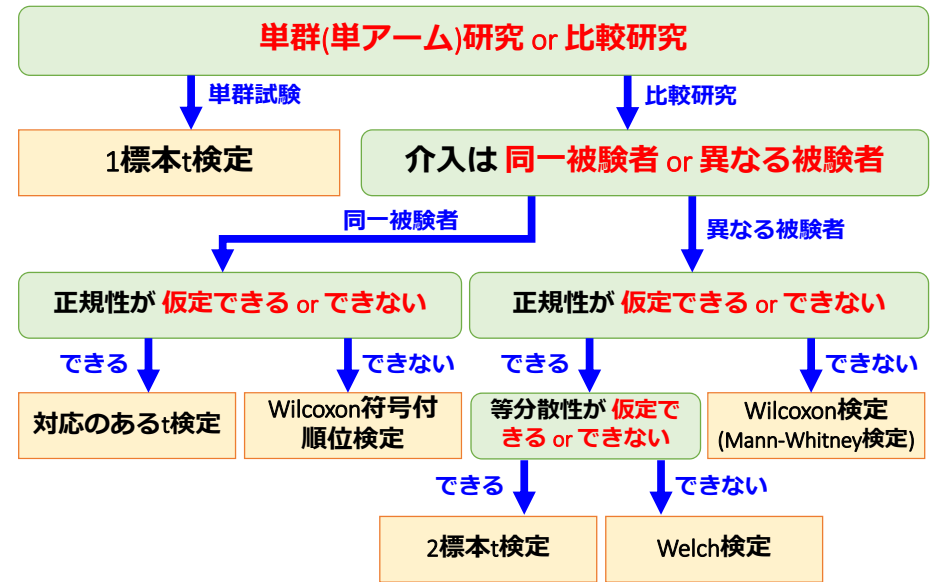 単群(単アーム)研究 or 比較研究
単群試験
比較研究
1標本t検定
介入は 同一被験者 or 異なる被験者
同一被験者
異なる被験者
正規性が 仮定できる or できない
正規性が 仮定できる or できない
できる
できない
できる
できない
対応のあるt検定
Wilcoxon符号付
順位検定
等分散性が 仮定で
きる or できない
Wilcoxon検定
(Mann-Whitney検定)
できる
できない
2標本t検定
Welch検定